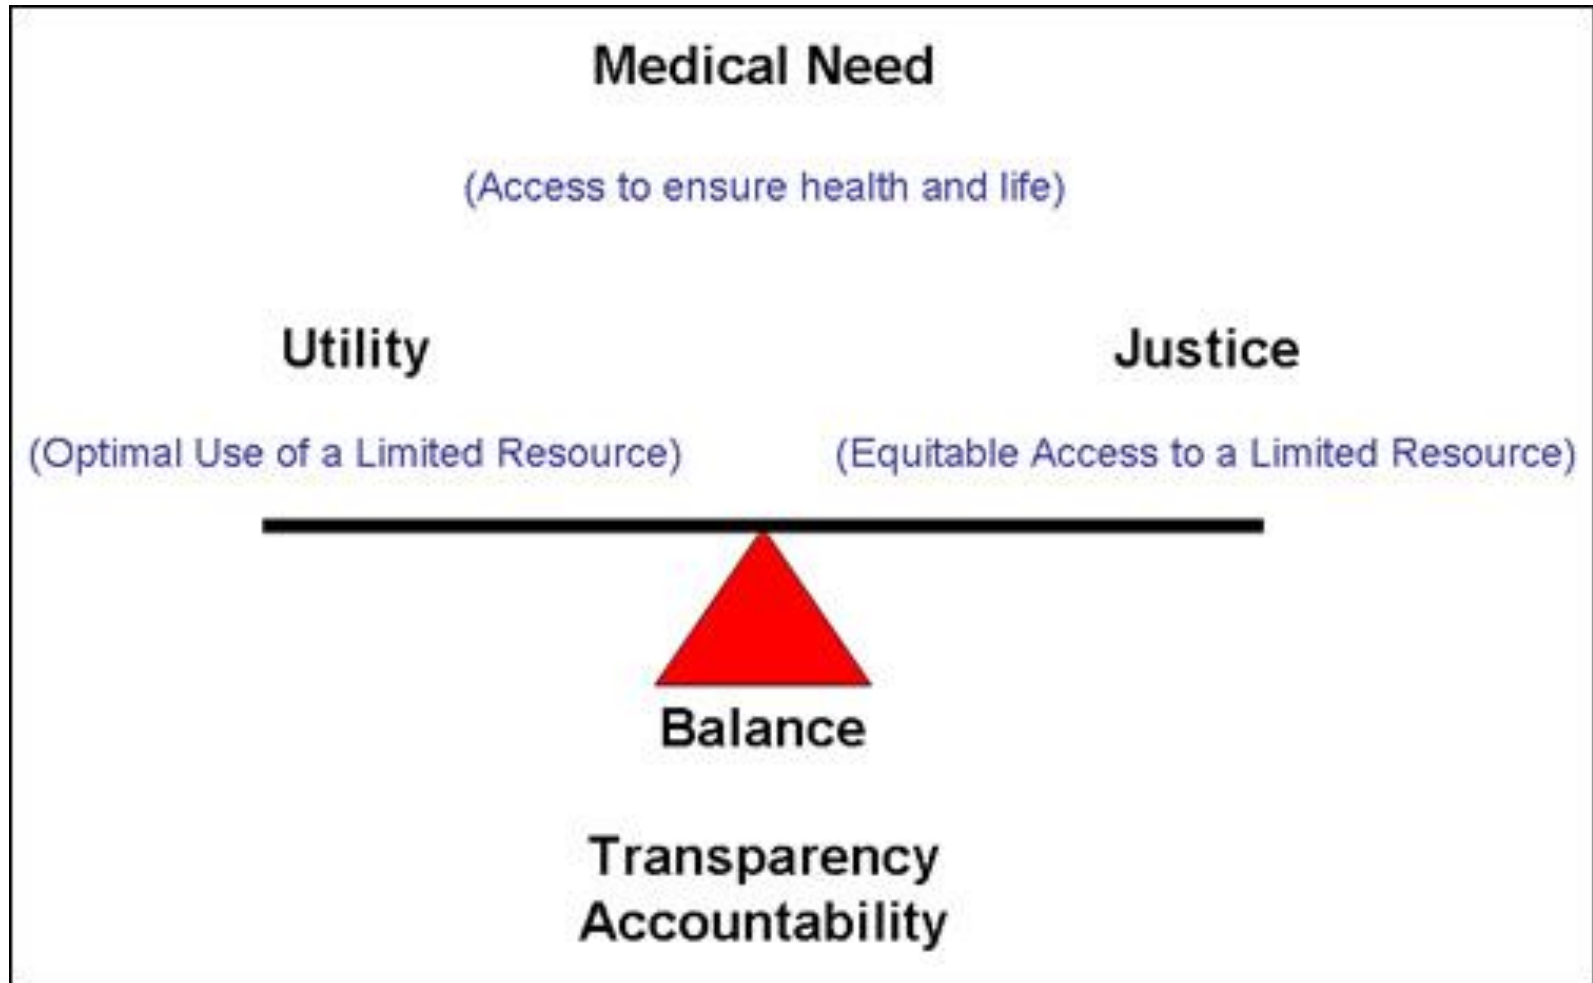 Medical Need
(Access to ensure health and life)
Utility
Justice
(Optimal Use of a Limited Resource)
(Equitable Access to a Limited Resource)
Balance
Transparency
Accountability